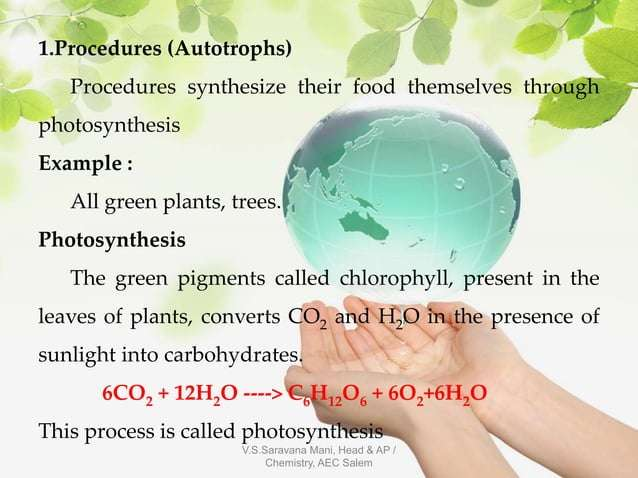 1.Procedures (Autotrophs)
Procedures synthesize their food themselves through
photosynthesis
Example :
All green plants, trees.
Photosynthesis
The green pigments called chlorophyll, present in the
leaves of plants, converts CO₂ and H₂O in the presence of
sunlight into carbohydrates.
6CO₂ + 12H₂O ----> C₆H₁₂O₆ + 6O₂+6H₂O
This process is called photosynthesis
V.S.Saravana Mani, Head & AP /
Chemistry, AEC Salem